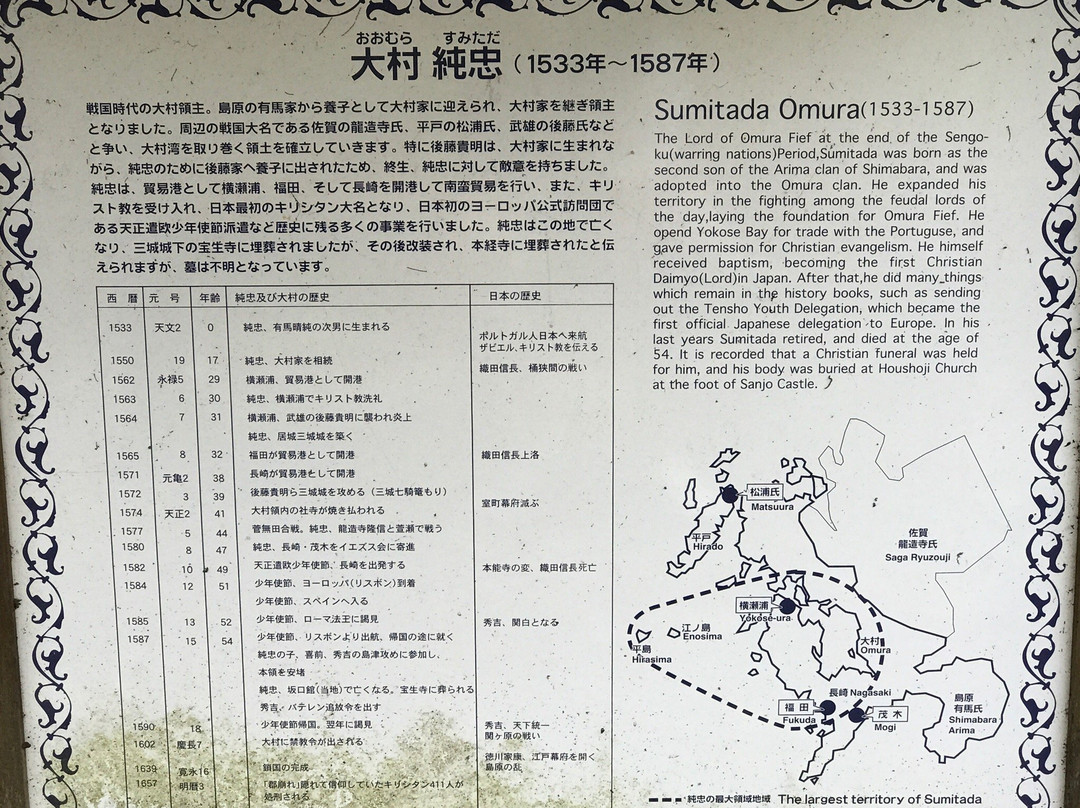 おおむら すみただ
大村 純忠（1533年～1587年）
戦国時代の大村領主。島原の有馬家から養子として大村家に迎えられ、大村家を継ぎ領主
となりました。周辺の戦国大名である佐賀の龍造寺氏、平戸の松浦氏、武雄の後藤氏など
と争い、大村湾を取り巻く領土を確立していきます。特に後藤貴明は、大村家に生まれな
がら、純忠のために後藤家へ養子に出されたため、終生、純忠に対して敵意を持ちました。
純忠は、貿易港として横瀬浦、福田、そして長崎を開港して南蛮貿易を行い、また、キリ
スト教を受け入れ、日本最初のキリシタン大名となり、日本初のヨーロッパ公式訪問団で
ある天正遣欧少年使節派遣など歴史に残る多くの事業を行いました。純忠はこの地で亡く
なり、三城城下の宝生寺に埋葬されましたが、その後改装され、本経寺に埋葬されたと伝
えられますが、墓は不明となっています。
西暦 元号 年齢 純忠及び大村の歴史 日本の歴史
1533 天文2 0 純忠、有馬晴純の次男に生まれる
ポルトガル人日本へ来航
ザビエル、キリスト教を伝える
1550 19 17 純忠、大村家を相続
織田信長、桶狭間の戦い
1562 永禄5 29 横瀬浦、貿易港として開港
1563 6 30 純忠、横瀬浦でキリスト教洗礼
1564 7 31 横瀬浦、武雄の後藤貴明に襲われ炎上
純忠、居城三城城を築く
1565 8 32 福田が貿易港として開港 織田信長上洛
1571 元亀2 38 長崎が貿易港として開港
1572 3 39 後藤貴明ら三城城を攻める（三城七騎篭もり）
室町幕府滅ぶ
1574 天正2 41 大村領内の社寺が焼き払われる
1577 5 44 菅無田合戦。純忠、龍造寺隆信と萱瀬で戦う
1580 8 47 純忠、長崎・茂木をイエズス会に寄進
1582 10 49 天正遣欧少年使節、長崎を出発する 本能寺の変、織田信長死亡
1584 12 51 少年使節、ヨーロッパ（リスボン）到着
少年使節、スペインへ入る
1585 13 52 少年使節、ローマ法王に謁見 秀吉、関白となる
1587 15 54 少年使節、リスボンより出航、帰国の途に就く
純忠の子、喜前、秀吉の島津攻めに参加し、
本領を安堵
純忠、坂口館（当地）で亡くなる。宝生寺に葬られる
秀吉、バテレン追放令を出す
1590 18 少年使節帰国。翌年に謁見 秀吉、天下統一
関ヶ原の戦い
1602 慶長7 大村に禁教令が出される
徳川家康、江戸幕府を開く
島原の乱
1639 寛永16 鎖国の完成
1657 明暦3 「郡崩れ」隠れて信仰していたキリシタン411人が
処刑される
Sumitada Omura(1533-1587)
The Lord of Omura Fief at the end of the Sengo-
ku(warring nations)Period,Sumitada was born as the
second son of the Arima clan of Shimabara, and was
adopted into the Omura clan. He expanded his
territory in the fighting among the feudal lords of
the day,laying the foundation for Omura Fief. He
opend Yokose Bay for trade with the Portuguse, and
gave permission for Christian evangelism. He himself
received baptism, becoming the first Christian
Daimyo(Lord)in Japan. After that,he did many things
which remain in the history books, such as sending
out the Tensho Youth Delegation, which became the
first official Japanese delegation to Europe. In his
last years Sumitada retired, and died at the age of
54. It is recorded that a Christian funeral was held
for him, and his body was buried at Houshoji Church
at the foot of Sanjo Castle.
松浦氏
Matsuura
平戸
Hirado
佐賀
龍造寺氏
Saga Ryuzouji
横瀬浦
Yokose-ura
江ノ島
Enosima
平島
Hirasima
大村
Omura
長崎 Nagasaki
福田
Fukuda
茂木
Mogi
島原
有馬氏
Shimabara
Arima
純忠の最大領域地域 The largest territory of Sumitada